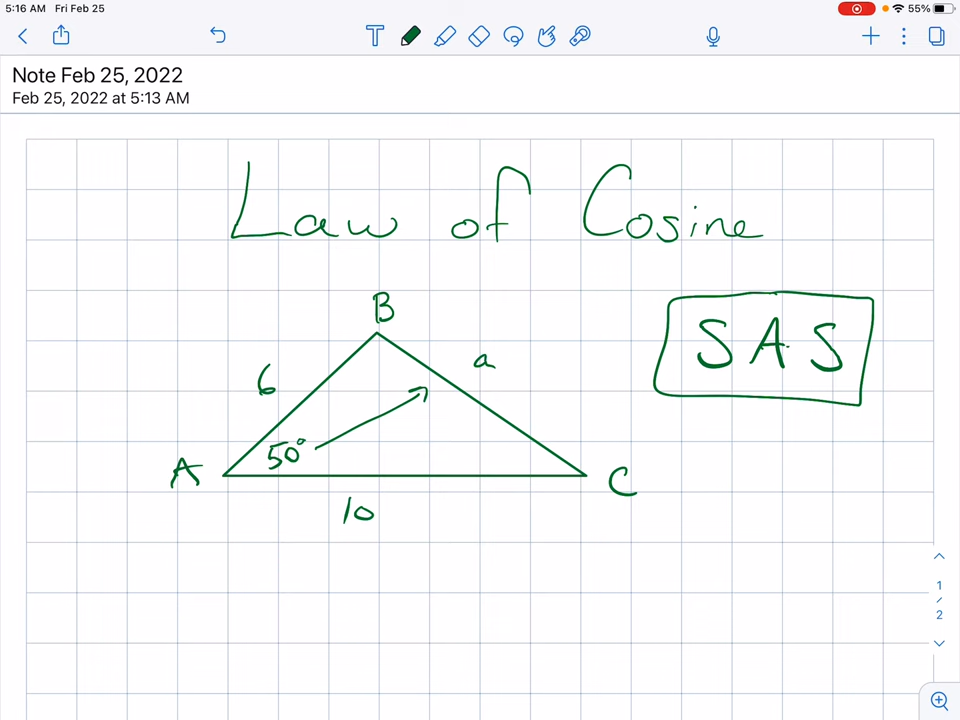 5:16 AM Fri Feb 25
55%
Note Feb 25, 2022
Feb 25, 2022 at 5:13 AM
Law of Cosine
B
SAS
a
6
50°
A
C
10
1
/
2